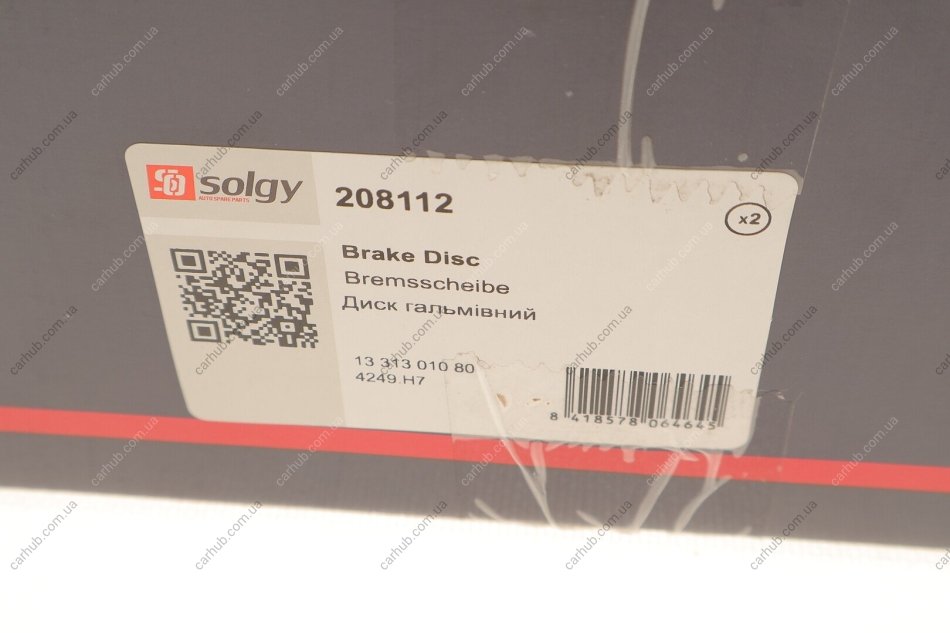 solgy
AUTO SPARE PARTS
208112
x2
Brake Disc
Bremsscheibe
Диск гальмівний
13 313 010 80
4249.H7
8 418578 064645
carhub.com.ua